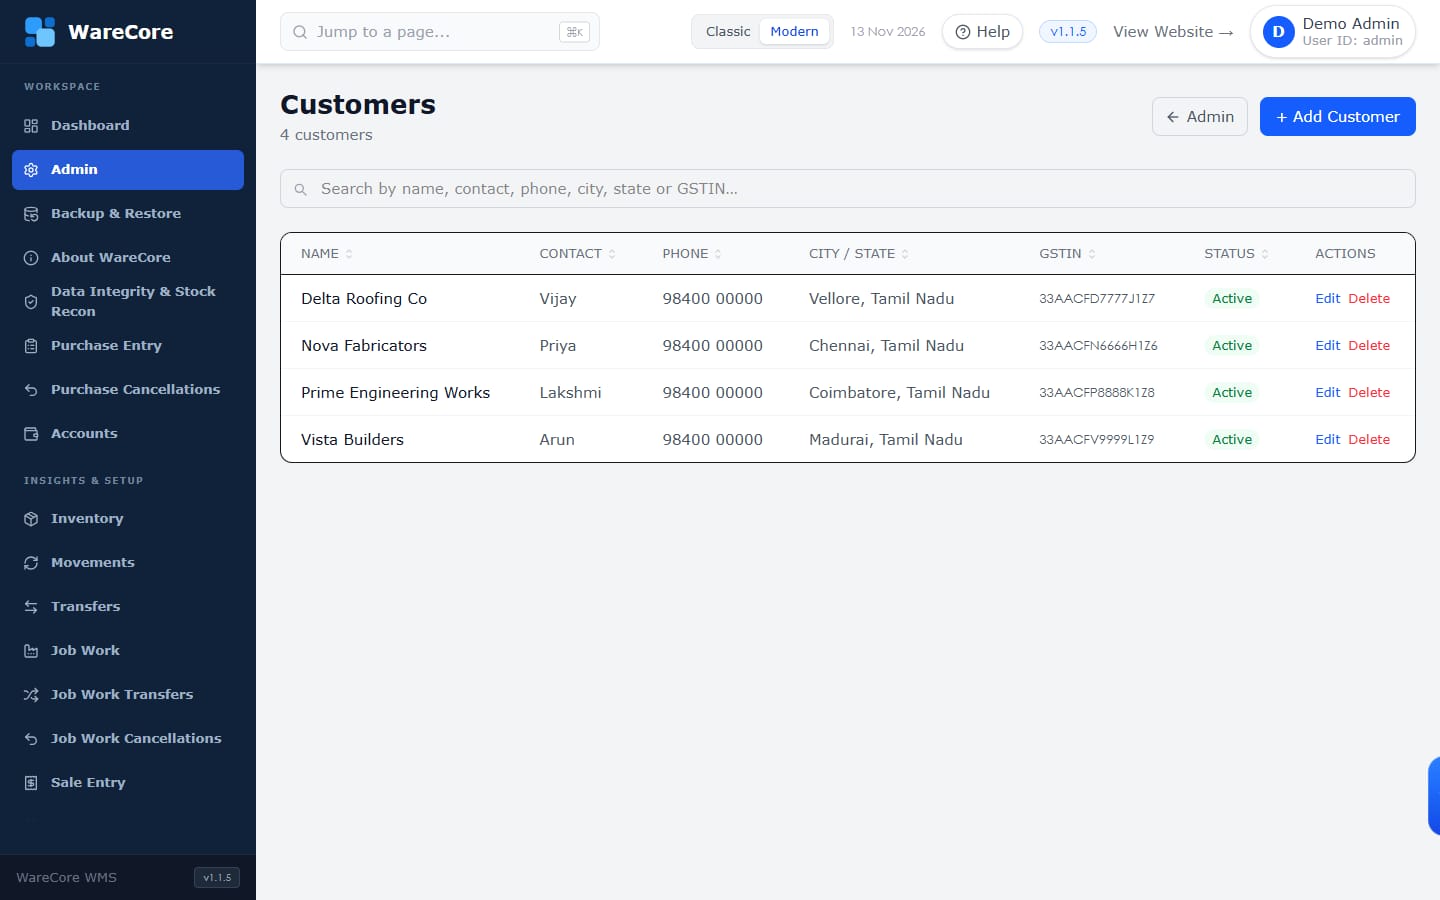 WareCore
WORKSPACE
Dashboard
Admin
Backup & Restore
About WareCore
Data Integrity & Stock
Recon
Purchase Entry
Purchase Cancellations
Accounts
INSIGHTS & SETUP
Inventory
Movements
Transfers
Job Work
Job Work Transfers
Job Work Cancellations
Sale Entry
WareCore WMS v1.1.5
Jump to a page... ⌘K Classic Modern 13 Nov 2026 Help v1.1.5 View Website → D Demo Admin
User ID: admin
Customers
4 customers
← Admin + Add Customer
Search by name, contact, phone, city, state or GSTIN...
NAME CONTACT PHONE CITY / STATE GSTIN STATUS ACTIONS
Delta Roofing Co Vijay 98400 00000 Vellore, Tamil Nadu 33AACFD7777J1Z7 Active Edit Delete
Nova Fabricators Priya 98400 00000 Chennai, Tamil Nadu 33AACFN6666H1Z6 Active Edit Delete
Prime Engineering Works Lakshmi 98400 00000 Coimbatore, Tamil Nadu 33AACFP8888K1Z8 Active Edit Delete
Vista Builders Arun 98400 00000 Madurai, Tamil Nadu 33AACFV9999L1Z9 Active Edit Delete